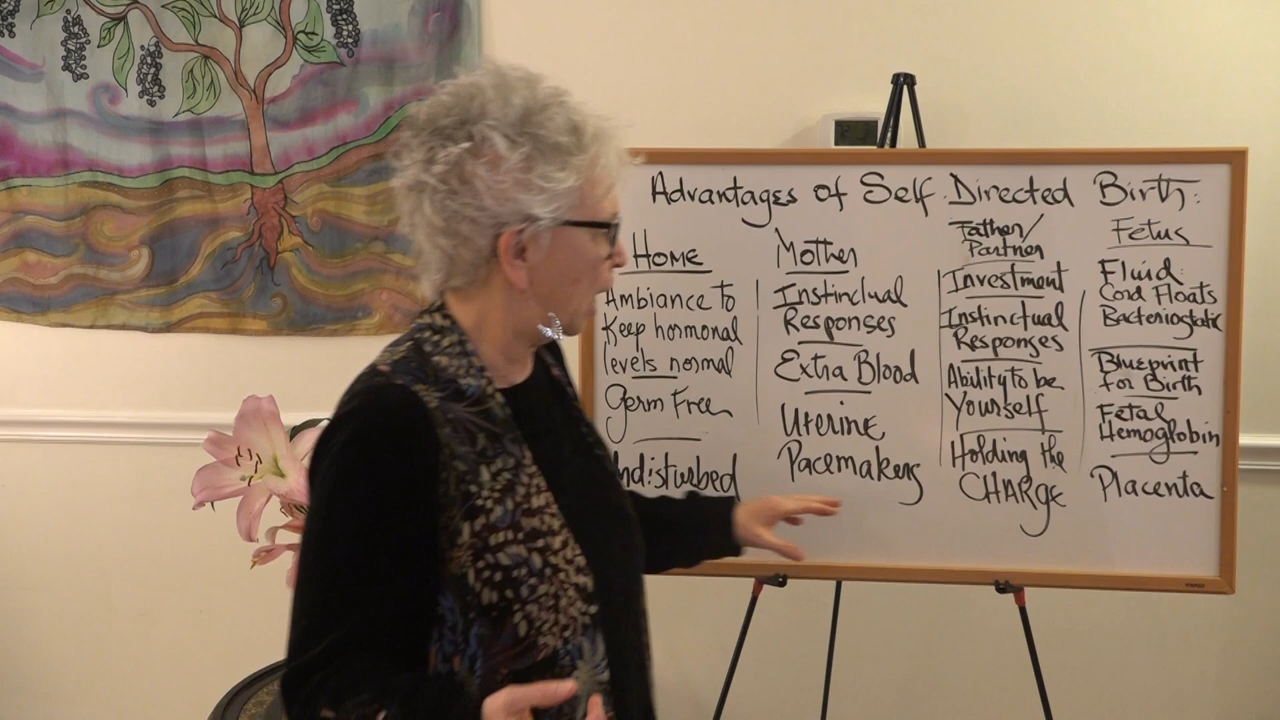 Advantages of Self-Directed Birth:
HOME
Ambiance to
Keep hormonal
levels normal
Germ Free
Undisturbed
Mother
Instinctual
Responses
Extra Blood
Uterine
Pacemakers
Father/
Partner
Investment
Instinctual
Responses
Ability to be
Yourself
Holding the
CHARGE
Fetus
Fluid:
Cord Floats
Bacteriostatic
Blueprint
for Birth
Fetal
Hemoglobin
Placenta